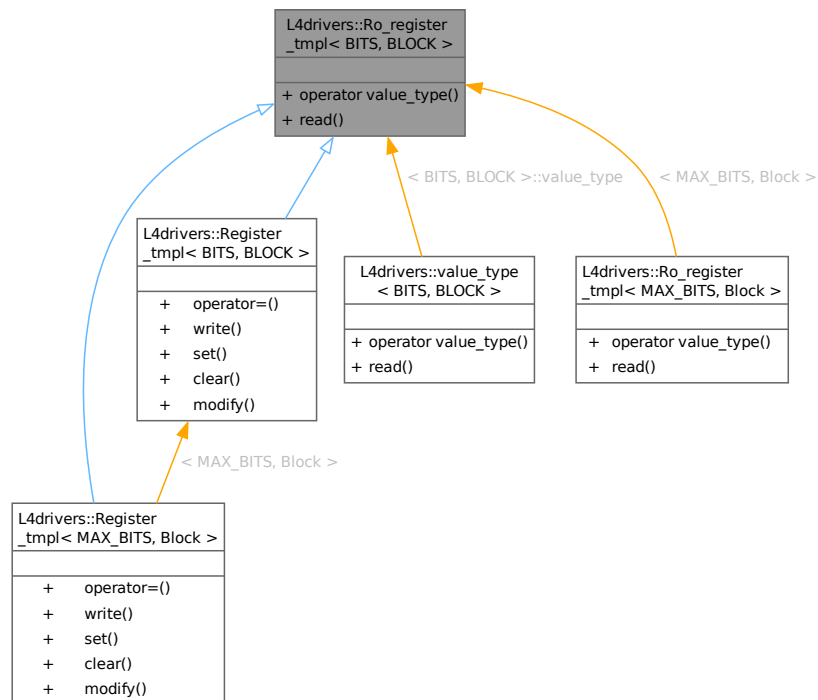 L4drivers::Ro_register
_tmpl< BITS, BLOCK >
+ operator value_type()
+ read()
< BITS, BLOCK >::value_type
< MAX_BITS, Block >
L4drivers::Register
_tmpl< BITS, BLOCK >
+ operator=()
+ write()
+ set()
+ clear()
+ modify()
L4drivers::value_type
< BITS, BLOCK >
+ operator value_type()
+ read()
L4drivers::Ro_register
_tmpl< MAX_BITS, Block >
+ operator value_type()
+ read()
< MAX_BITS, Block >
L4drivers::Register
_tmpl< MAX_BITS, Block >
+ operator=()
+ write()
+ set()
+ clear()
+ modify()